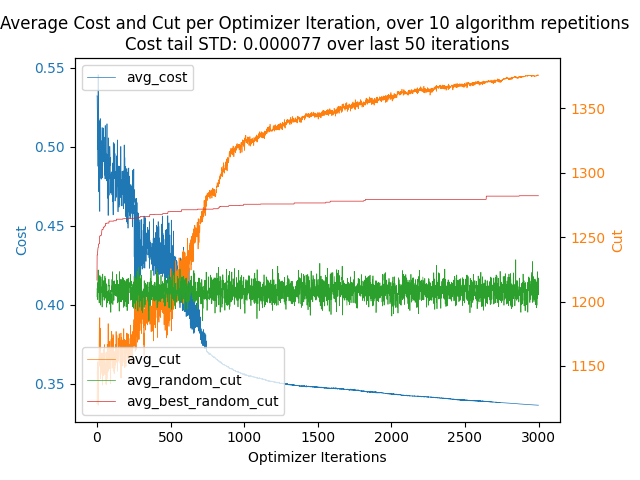 Average Cost and Cut per Optimizer Iteration, over 10 algorithm repetitions
Cost tail STD: 0.000077 over last 50 iterations
avg_cost
avg_cut
avg_random_cut
avg_best_random_cut
0.55
0.50
0.45
0.40
0.35
Cost
1350
1300
1250
1200
1150
Cut
0 500 1000 1500 2000 2500 3000
Optimizer Iterations